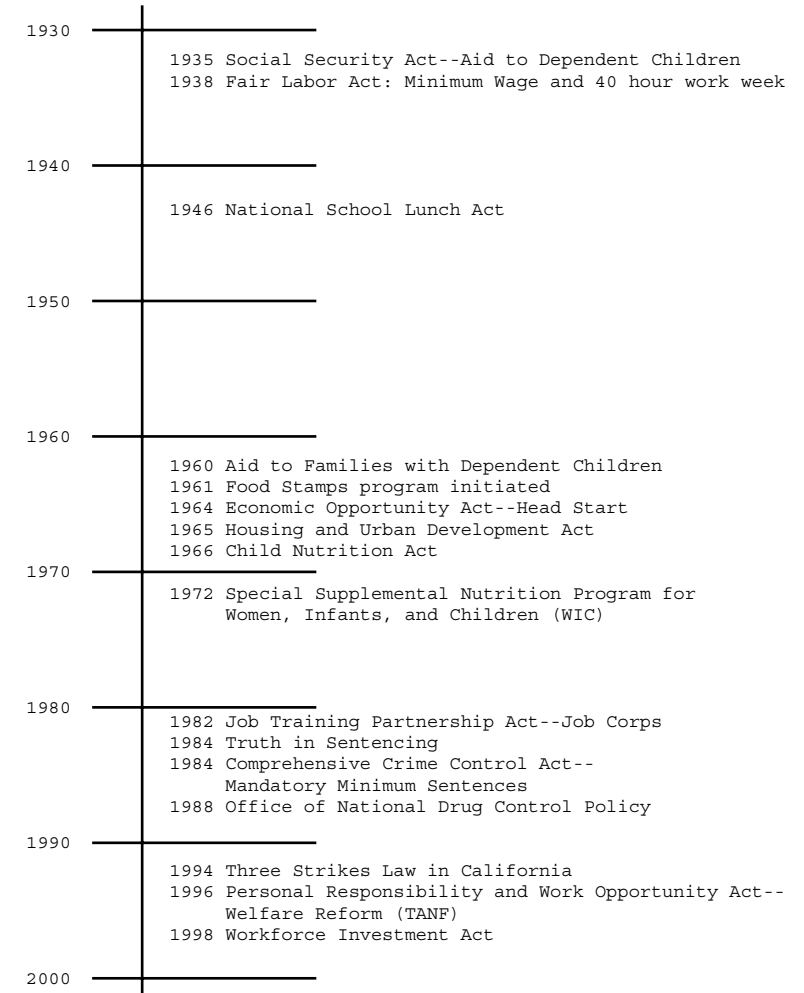 1930
1935 Social Security Act--Aid to Dependent Children
1938 Fair Labor Act: Minimum Wage and 40 hour work week
1940
1946 National School Lunch Act
1950
1960
1960 Aid to Families with Dependent Children
1961 Food Stamps program initiated
1964 Economic Opportunity Act--Head Start
1965 Housing and Urban Development Act
1966 Child Nutrition Act
1970
1972 Special Supplemental Nutrition Program for
Women, Infants, and Children (WIC)
1980
1982 Job Training Partnership Act--Job Corps
1984 Truth in Sentencing
1984 Comprehensive Crime Control Act--
Mandatory Minimum Sentences
1988 Office of National Drug Control Policy
1990
1994 Three Strikes Law in California
1996 Personal Responsibility and Work Opportunity Act--
Welfare Reform (TANF)
1998 Workforce Investment Act
2000